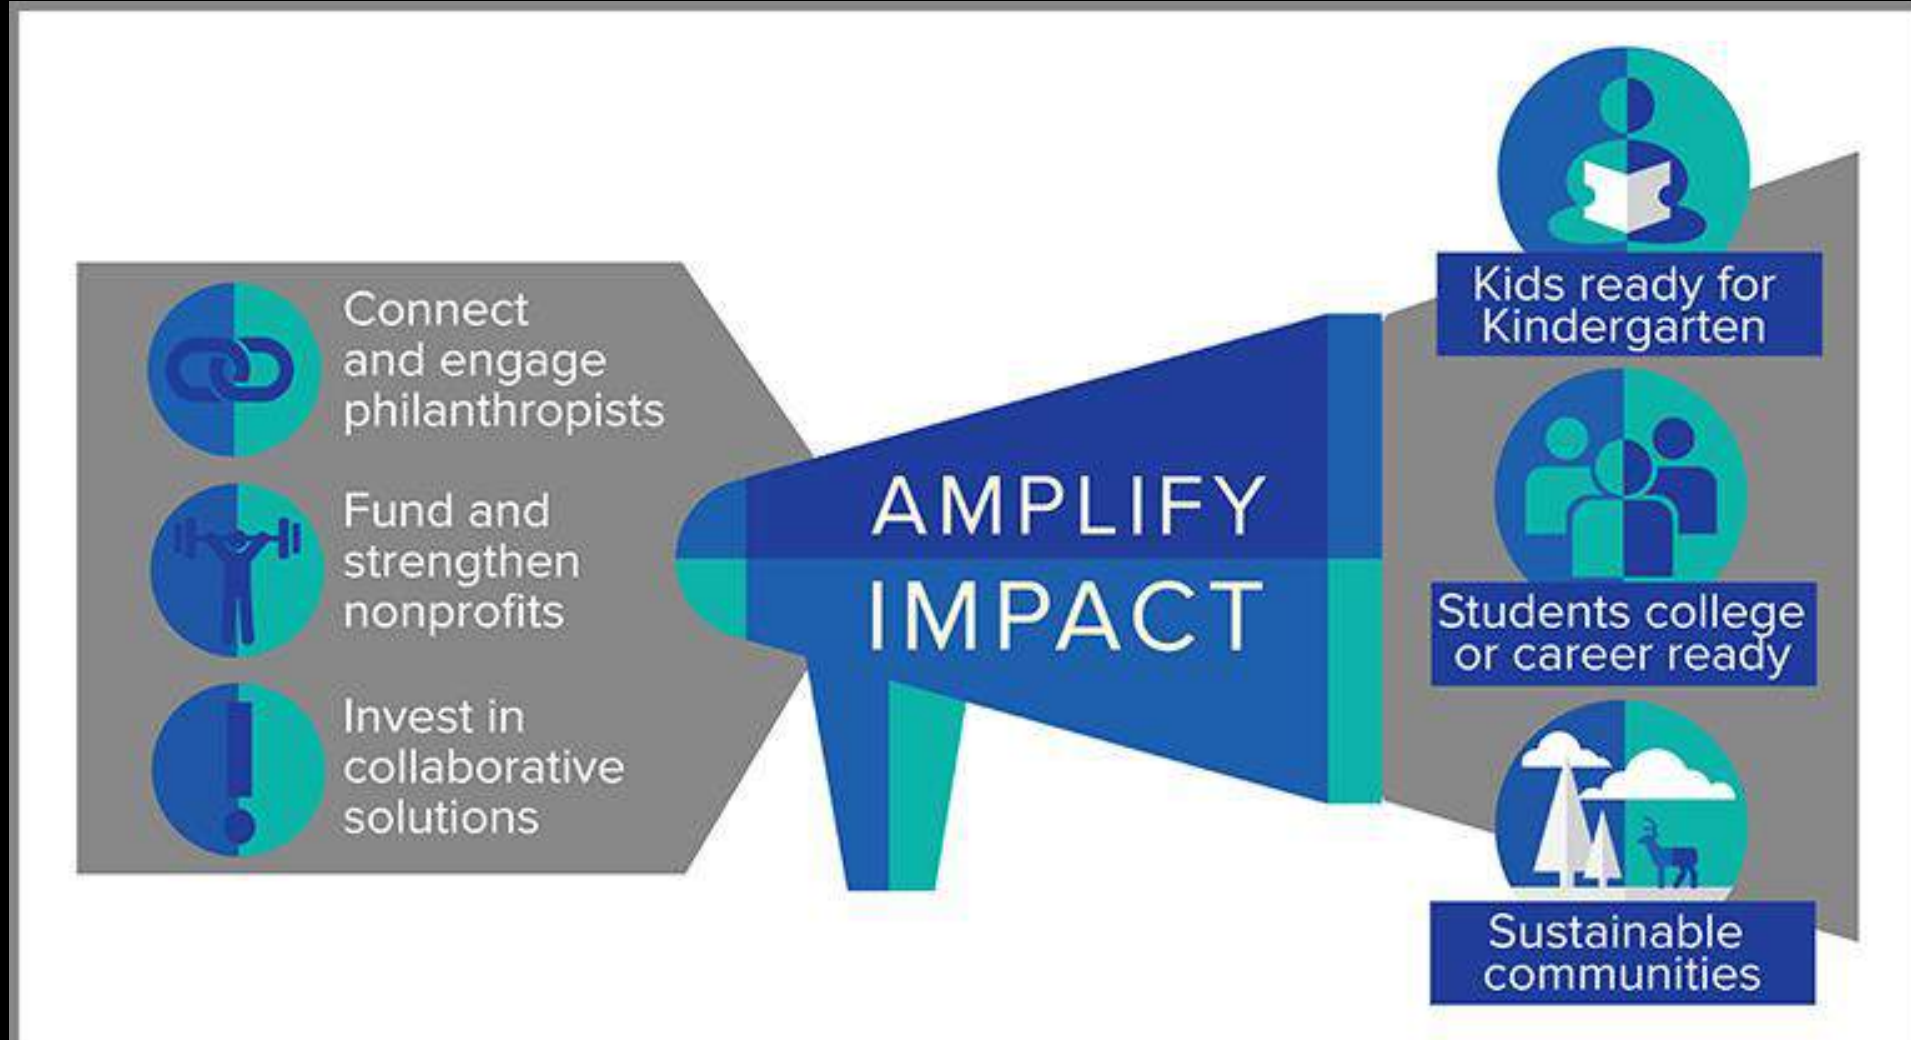 Connect
and engage
philanthropists
Fund and
strengthen
nonprofits
Invest in
collaborative
solutions
AMPLIFY
IMPACT
Kids ready for
Kindergarten
Students college
or career ready
Sustainable
communities